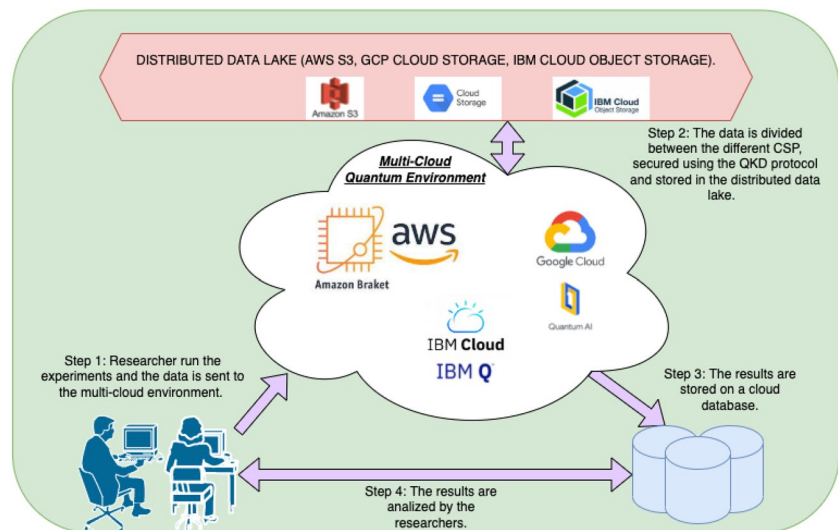 DISTRIBUTED DATA LAKE (AWS S3, GCP CLOUD STORAGE, IBM CLOUD OBJECT STORAGE).
Amazon S3
Cloud
Storage
IBM Cloud
Object Storage
Step 2: The data is divided
between the different CSP,
secured using the QKD protocol
and stored in the distributed data
lake.
Multi-Cloud
Quantum Environment
aws
Amazon Braket
Google Cloud
Quantum AI
IBM Cloud
IBM Q
Step 1: Researcher run the
experiments and the data is sent to
the multi-cloud environment.
Step 3: The results are
stored on a cloud
database.
Step 4: The results are
analized by the
researchers.